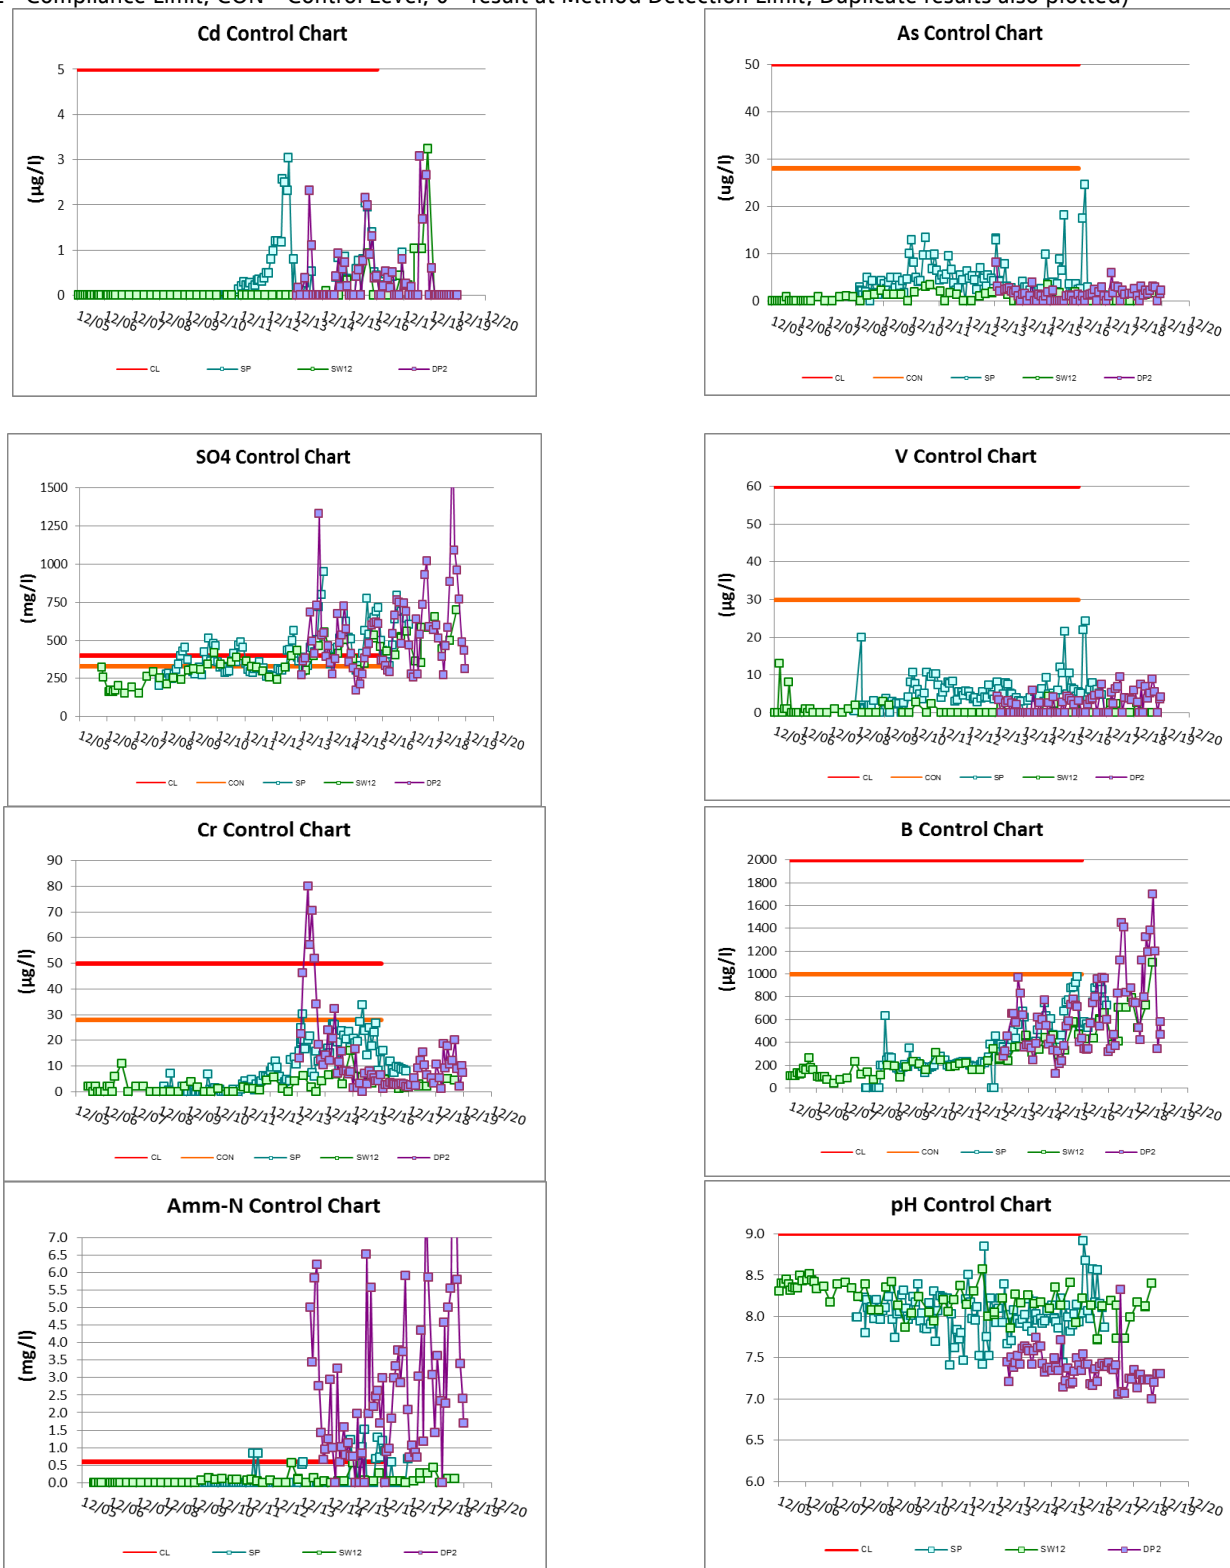 - Compliance Limit; CON - Control Level; 0 - result at Method Detection Limit; Duplicate results also plotted)
Cd Control Chart
(µg/l)
5
4
3
2
1
0
12/05 12/06 12/07 12/08 12/09 12/10 12/11 12/12 12/13 12/14 12/15 12/16 12/17 12/18 12/19 12/20
CL SP SW12 DP2
As Control Chart
(ug/l)
50
40
30
20
10
0
12/05 12/06 12/07 12/08 12/09 12/10 12/11 12/12 12/13 12/14 12/15 12/16 12/17 12/18 12/19 12/20
CL CON SP SW12 DP2
SO4 Control Chart
(mg/l)
1500
1250
1000
750
500
250
0
12/05 12/06 12/07 12/08 12/09 12/10 12/11 12/12 12/13 12/14 12/15 12/16 12/17 12/18 12/19 12/20
CL CON SP SW12 DP2
V Control Chart
(µg/l)
60
50
40
30
20
10
0
12/05 12/06 12/07 12/08 12/09 12/10 12/11 12/12 12/13 12/14 12/15 12/16 12/17 12/18 12/19 12/20
CL CON SP SW12 DP2
Cr Control Chart
(µg/l)
90
80
70
60
50
40
30
20
10
0
12/05 12/06 12/07 12/08 12/09 12/10 12/11 12/12 12/13 12/14 12/15 12/16 12/17 12/18 12/19 12/20
CL CON SP SW12 DP2
B Control Chart
(µg/l)
2000
1800
1600
1400
1200
1000
800
600
400
200
0
12/05 12/06 12/07 12/08 12/09 12/10 12/11 12/12 12/13 12/14 12/15 12/16 12/17 12/18 12/19 12/20
CL CON SP SW12 DP2
Amm-N Control Chart
(mg/l)
7.0
6.5
6.0
5.5
5.0
4.5
4.0
3.5
3.0
2.5
2.0
1.5
1.0
0.5
0.0
12/05 12/06 12/07 12/08 12/09 12/10 12/11 12/12 12/13 12/14 12/15 12/16 12/17 12/18 12/19 12/20
CL SP SW12 DP2
pH Control Chart
9.0
8.5
8.0
7.5
7.0
6.5
6.0
12/05 12/06 12/07 12/08 12/09 12/10 12/11 12/12 12/13 12/14 12/15 12/16 12/17 12/18 12/19 12/20
CL SP SW12 DP2